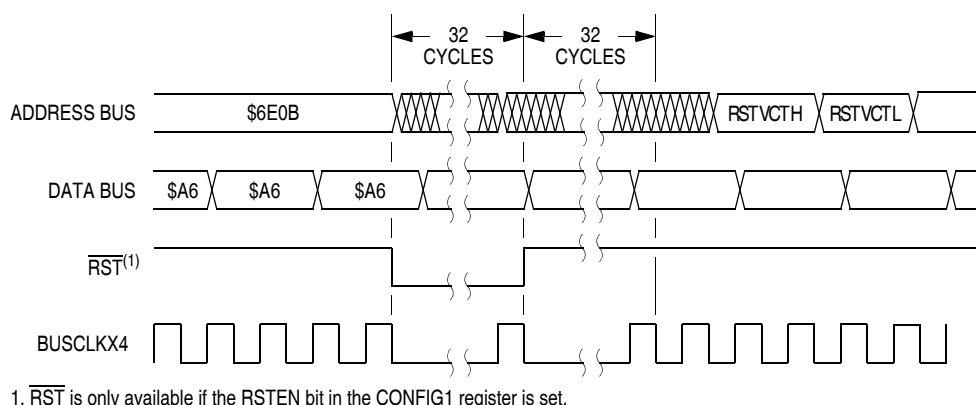 32
CYCLES
32
CYCLES
ADDRESS BUS
$6E0B
RSTVCTH
RSTVCTL
DATA BUS
$A6
$A6
$A6
RST(1)
BUSCLKX4
1. RST is only available if the RSTEN bit in the CONFIG1 register is set.